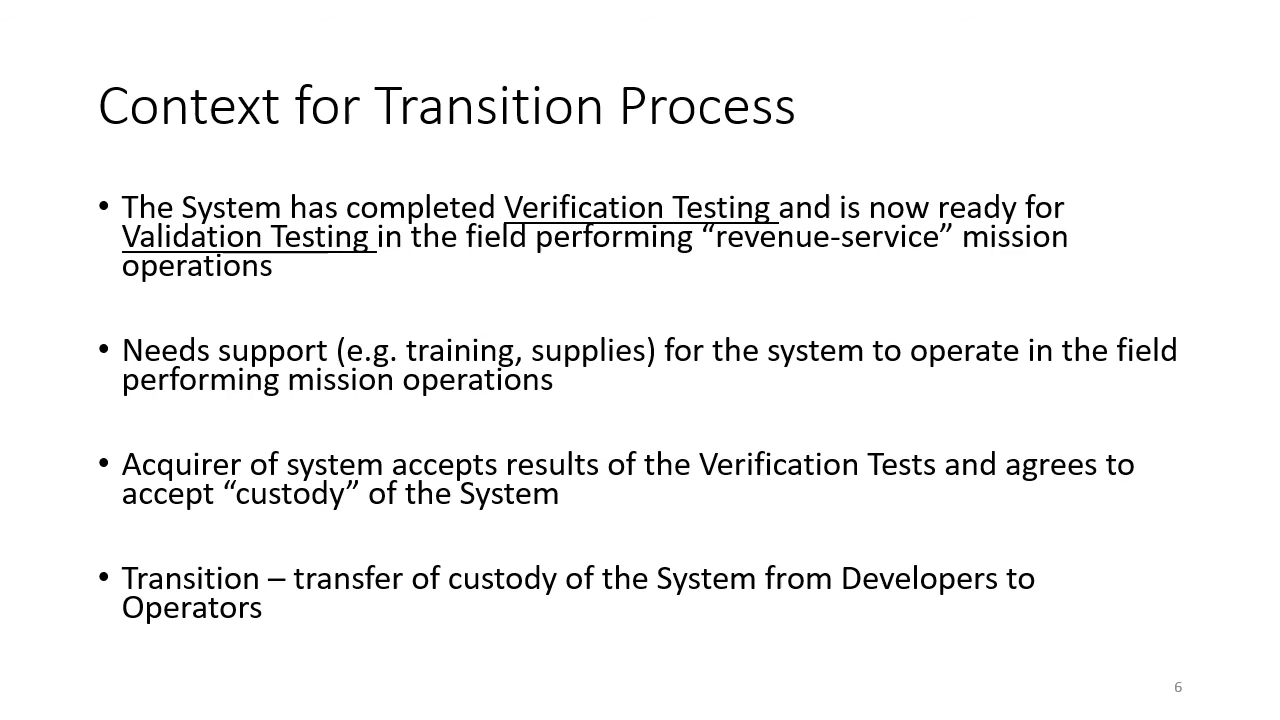 Context for Transition Process
• The System has completed Verification Testing and is now ready for
Validation Testing in the field performing “revenue-service” mission
operations
• Needs support (e.g. training, supplies) for the system to operate in the field
performing mission operations
• Acquirer of system accepts results of the Verification Tests and agrees to
accept “custody” of the System
• Transition – transfer of custody of the System from Developers to
Operators
6